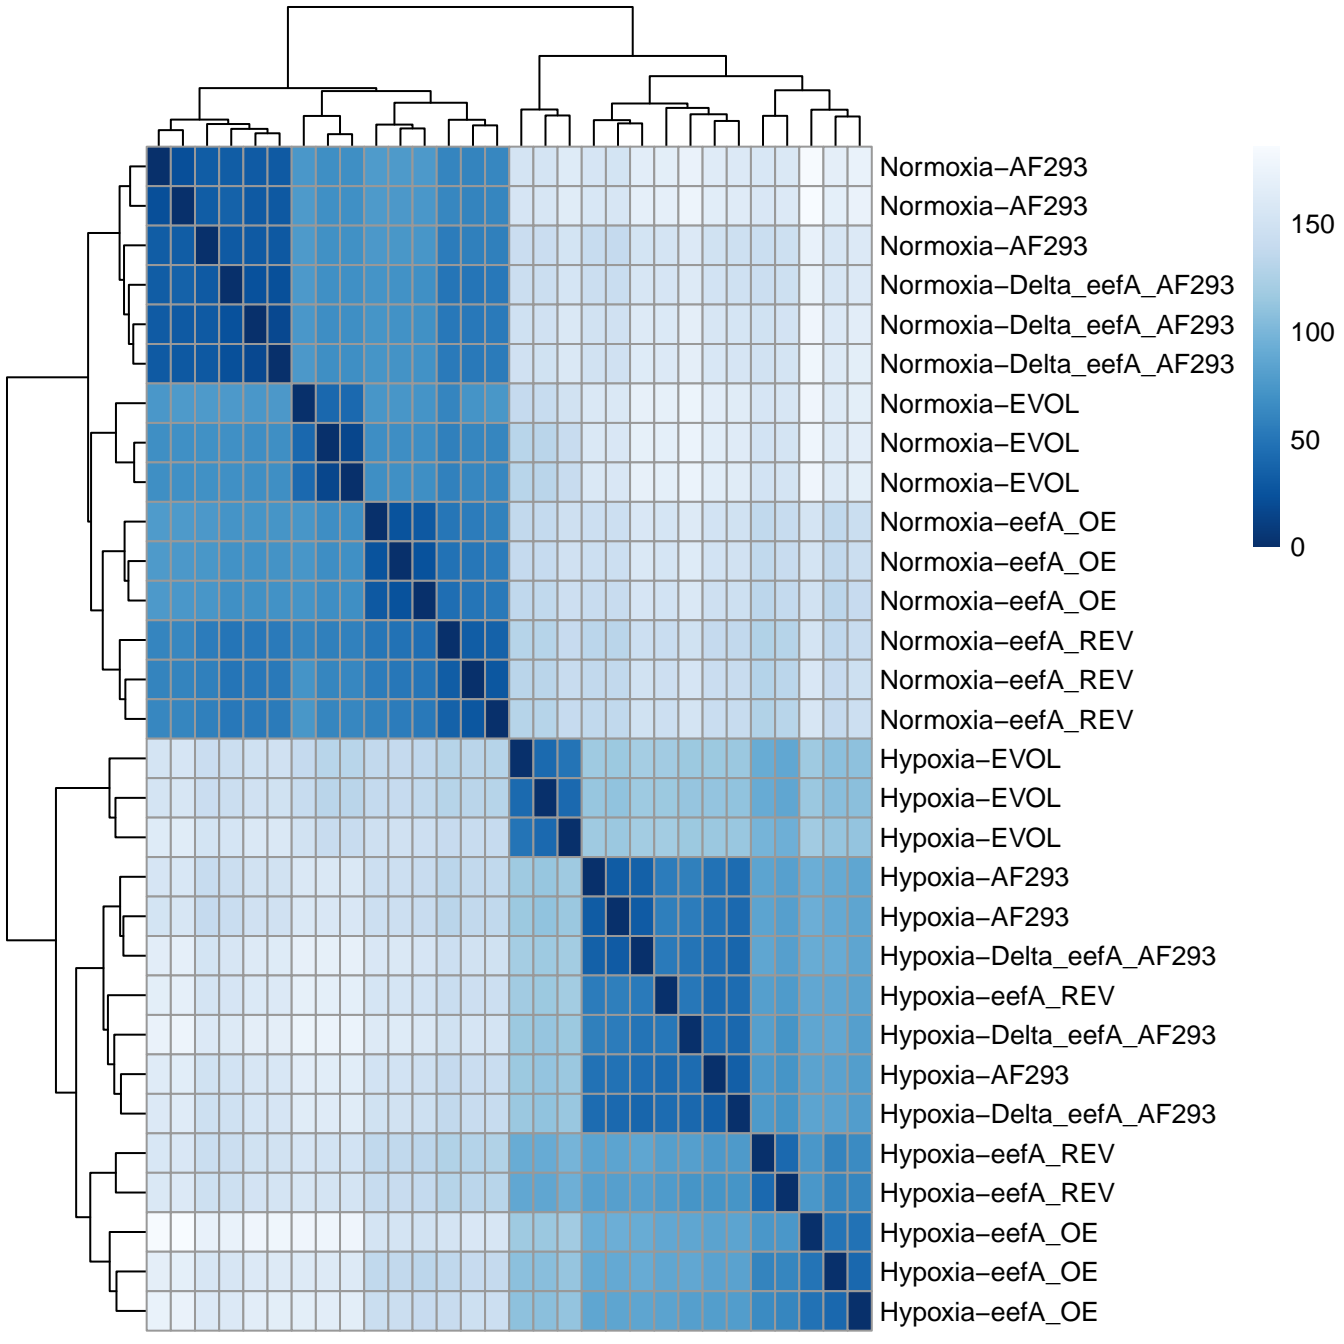 Normoxia−AF293
Normoxia−AF293
Normoxia−AF293
Normoxia−Delta_eefA_AF293
Normoxia−Delta_eefA_AF293
Normoxia−Delta_eefA_AF293
Normoxia−EVOL
Normoxia−EVOL
Normoxia−EVOL
Normoxia−eefA_OE
Normoxia−eefA_OE
Normoxia−eefA_OE
Normoxia−eefA_REV
Normoxia−eefA_REV
Normoxia−eefA_REV
Hypoxia−EVOL
Hypoxia−EVOL
Hypoxia−EVOL
Hypoxia−AF293
Hypoxia−AF293
Hypoxia−Delta_eefA_AF293
Hypoxia−eefA_REV
Hypoxia−Delta_eefA_AF293
Hypoxia−AF293
Hypoxia−Delta_eefA_AF293
Hypoxia−eefA_REV
Hypoxia−eefA_REV
Hypoxia−eefA_OE
Hypoxia−eefA_OE
Hypoxia−eefA_OE
150
100
50
0